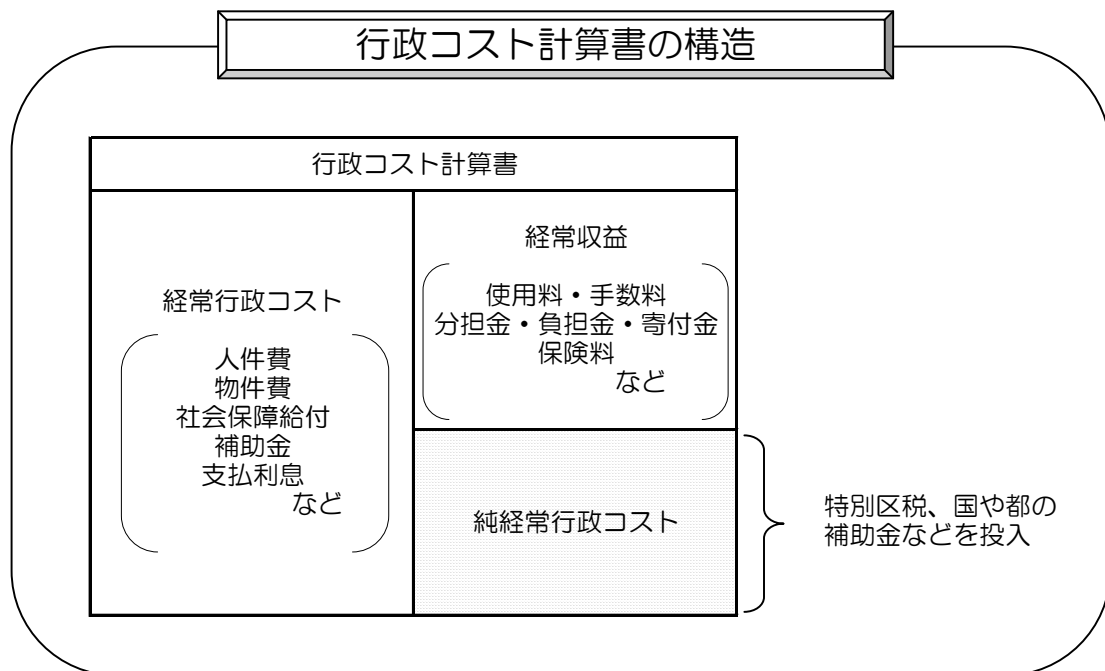 行政コスト計算書の構造
行政コスト計算書
経常行政コスト
人件費
物件費
社会保障給付
補助金
支払利息
など
経常収益
使用料・手数料
分担金・負担金・寄付金
保険料
など
純経常行政コスト
特別区税、国や都の
補助金などを投入